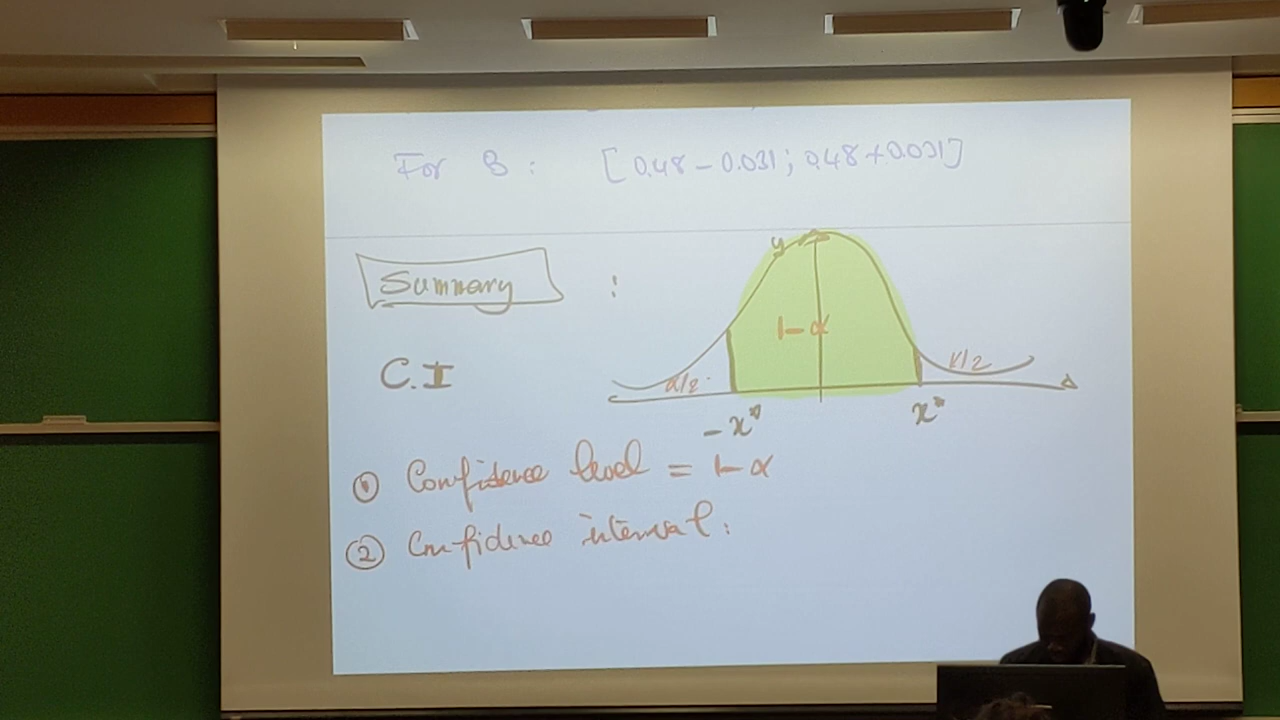 For B : [0.48 - 0.031 ; 0.48 + 0.031]
Summary :
y
1-α
α/2 α/2
C.I
-x* x*
① Confidence level = 1-α
② Confidence interval :